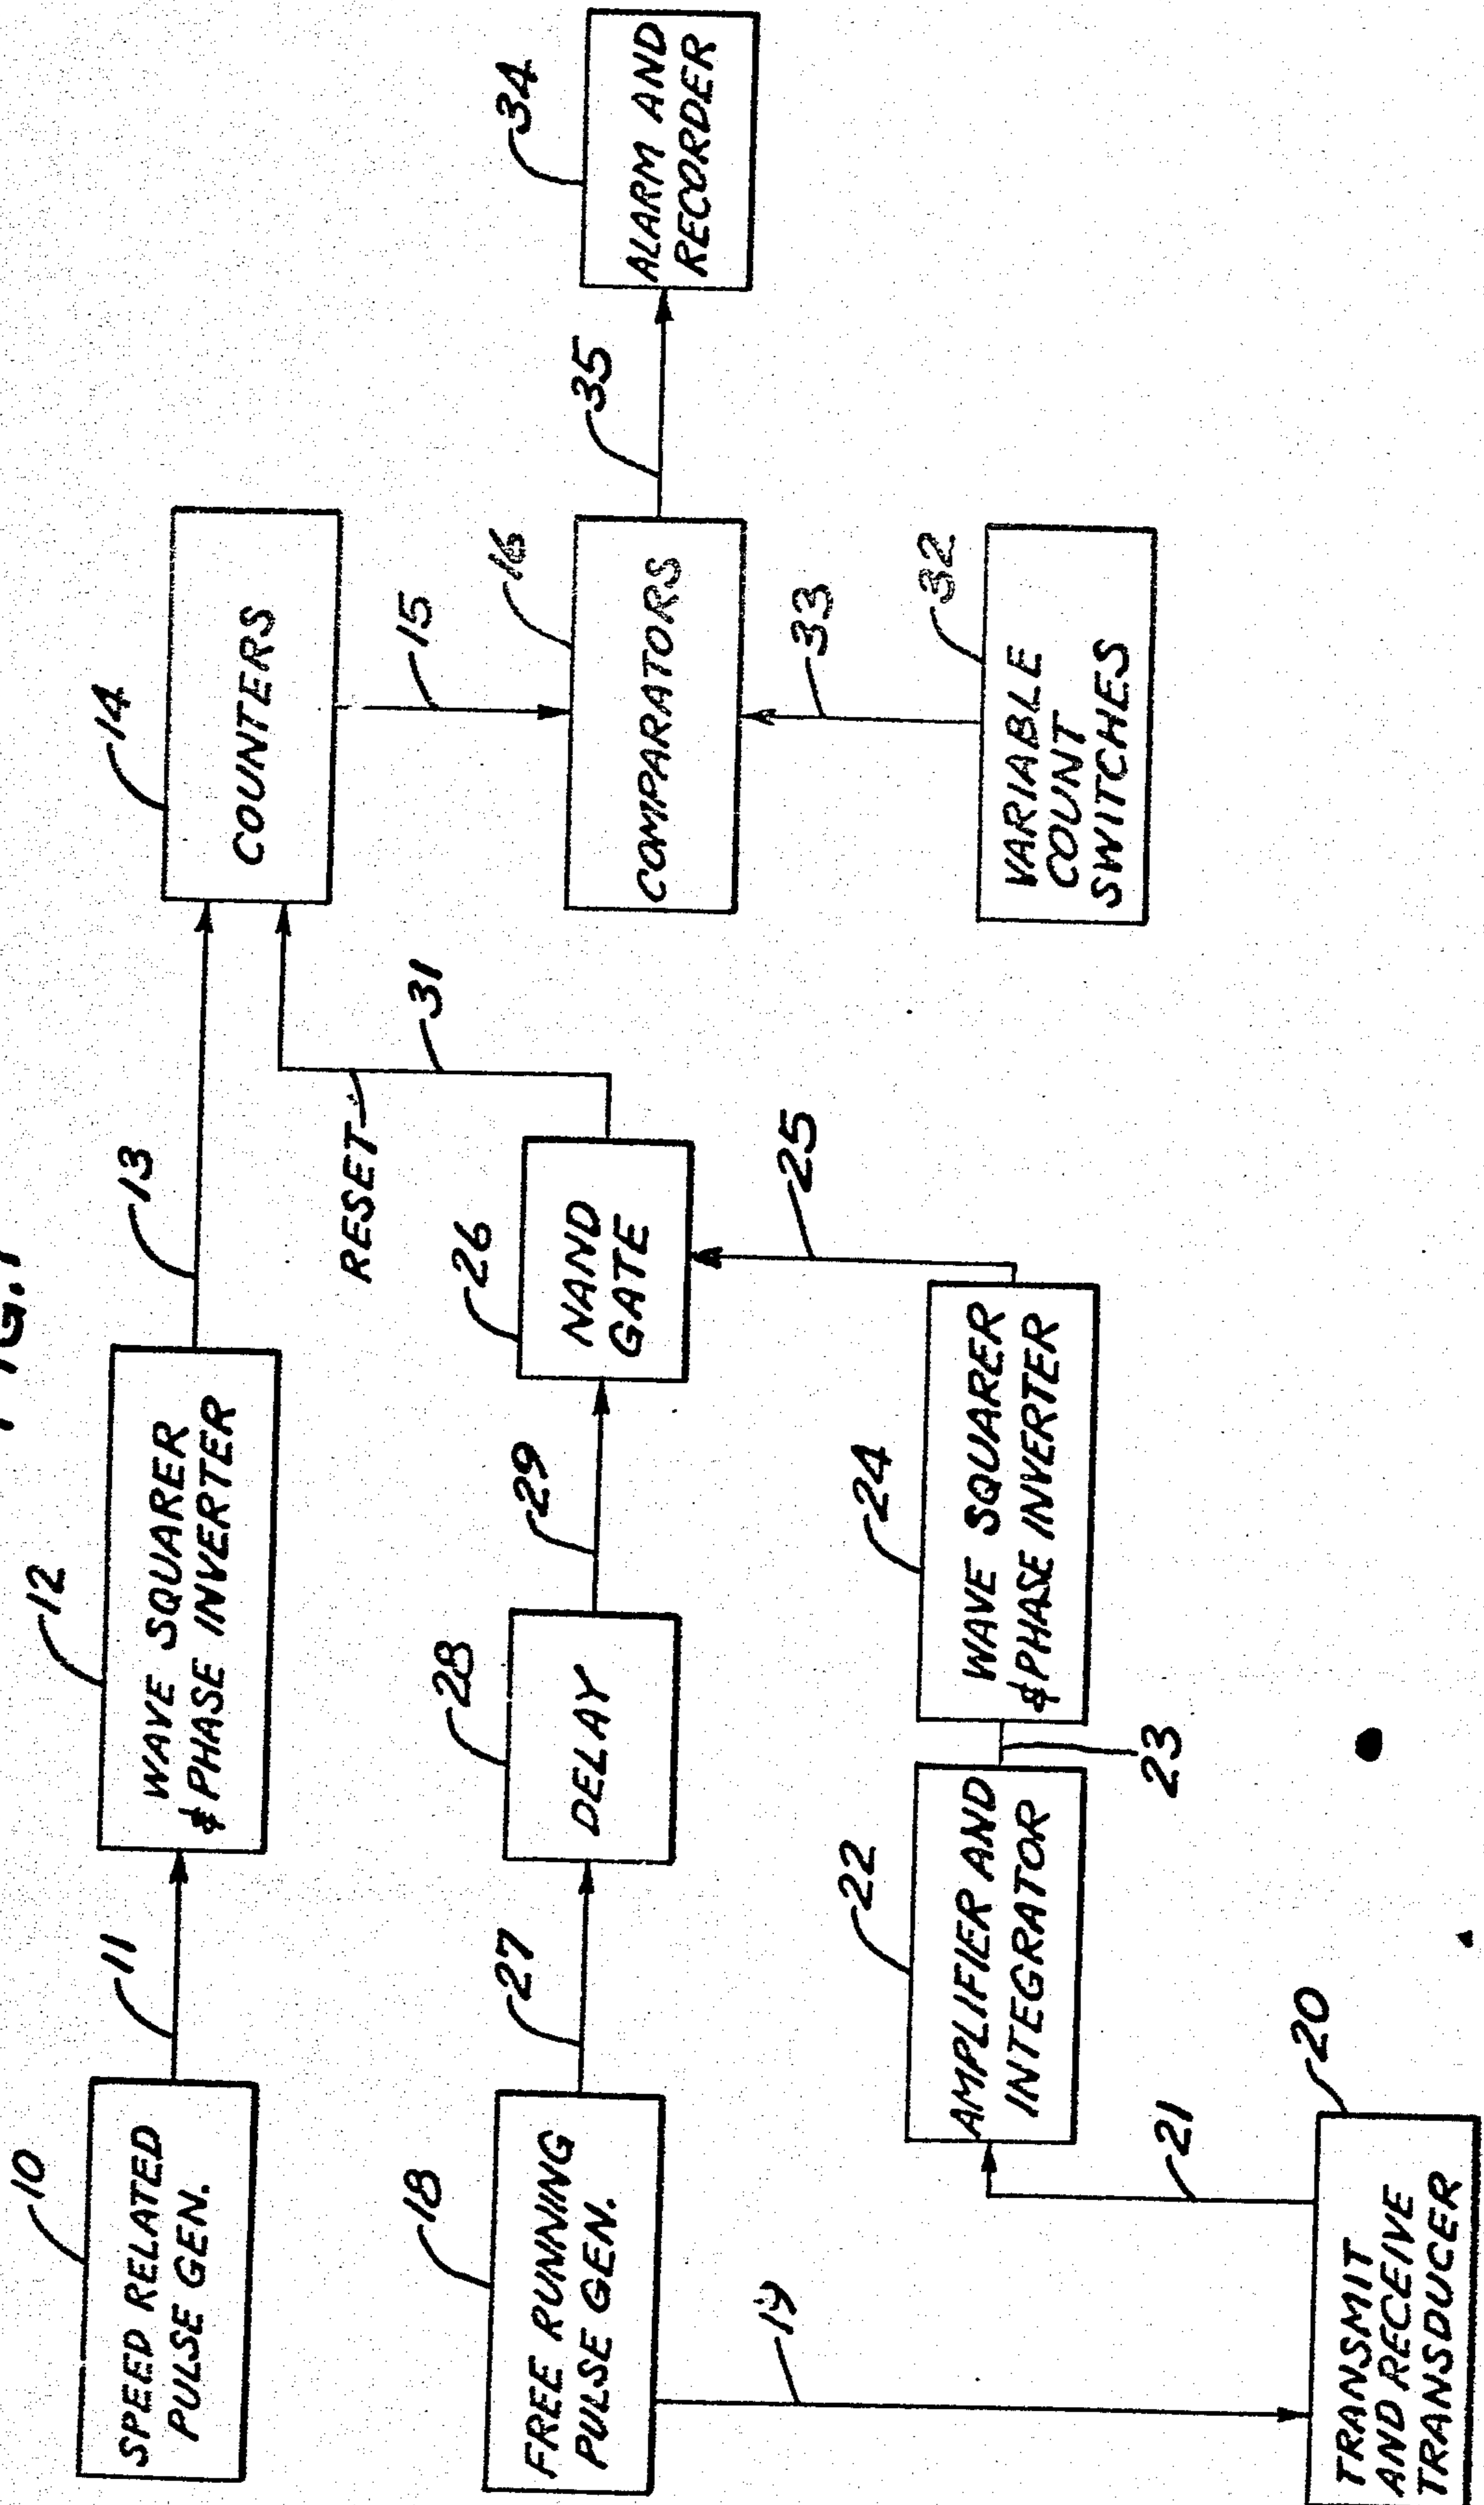 FIG.1
10
SPEED RELATED
PULSE GEN.
11
12
WAVE SQUARER
& PHASE INVERTER
13
14
COUNTERS
RESET
31
15
18
FREE RUNNING
PULSE GEN.
27
28
DELAY
29
26
NAND
GATE
16
COMPARATORS
35
34
ALARM AND
RECORDER
19
22
AMPLIFIER AND
INTEGRATOR
23
24
WAVE SQUARER
& PHASE INVERTER
25
33
32
VARIABLE
COUNT
SWITCHES
21
20
TRANSMIT
AND RECEIVE
TRANSDUCER